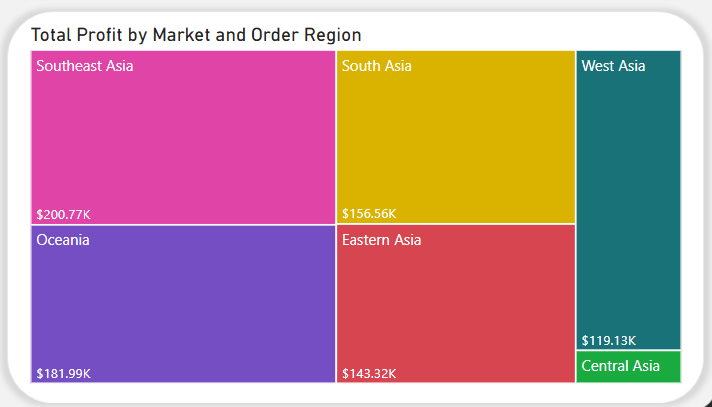 Total Profit by Market and Order Region
Southeast Asia
$200.77K
South Asia
$156.56K
West Asia
$119.13K
Oceania
$181.99K
Eastern Asia
$143.32K
Central Asia